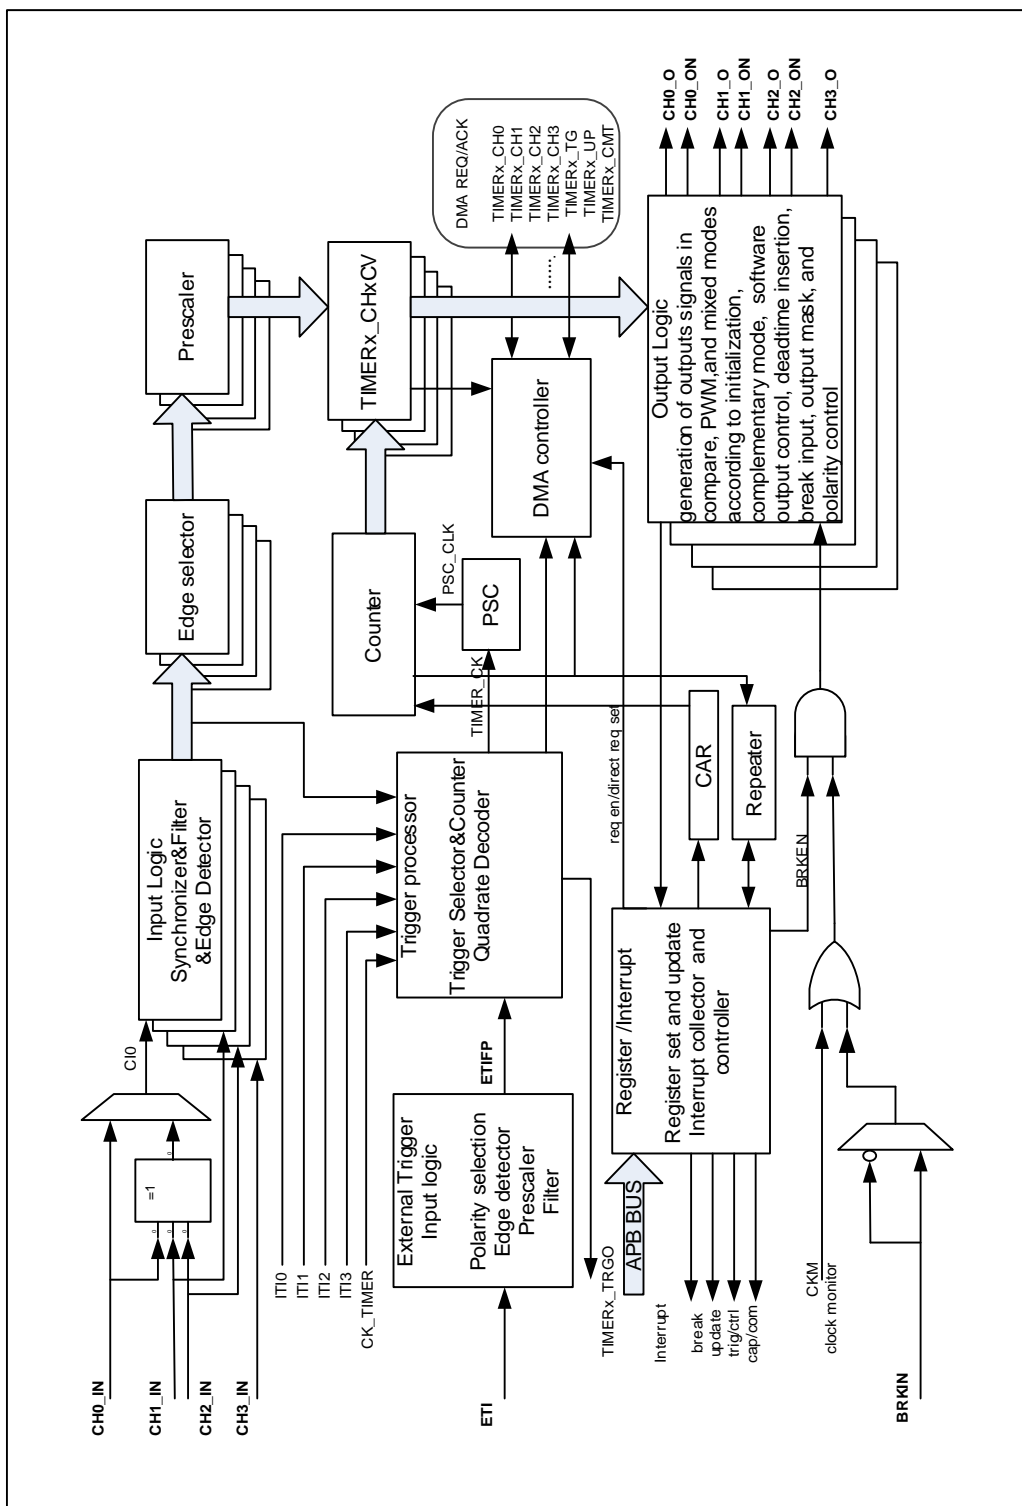 CH0_IN
CH1_IN
CH2_IN
CH3_IN
=1
0
0
0
0
CI0
Input Logic
Synchronizer&Filter
&Edge Detector
Edge selector
Prescaler
ITI0
ITI1
ITI2
ITI3
CK_TIMER
Trigger processor
Trigger Selector&Counter
Quadrate Decoder
TIMER_CK
PSC
PSC_CLK
Counter
TIMERx_CHxCV
ETI
External Trigger
Input logic
Polarity selection
Edge detector
Prescaler
Filter
ETIFP
TIMERx_TRGO
DMA controller
DMA REQ/ACK
TIMERx_CH0
TIMERx_CH1
TIMERx_CH2
TIMERx_CH3
TIMERx_TG
TIMERx_UP
TIMERx_CMT
......
req en/direct req set
APB BUS
Register /Interrupt
Register set and update
Interrupt collector and
controller
CAR
Repeater
Interrupt
break
update
trig/ctrl
cap/com
BRKEN
CKM
clock monitor
BRKIN
Output Logic
generation of outputs signals in
compare, PWM,and mixed modes
according to initialization,
complementary mode, software
output control, deadtime insertion,
break input, output mask, and
polarity control
CH0_O
CH0_ON
CH1_O
CH1_ON
CH2_O
CH2_ON
CH3_O